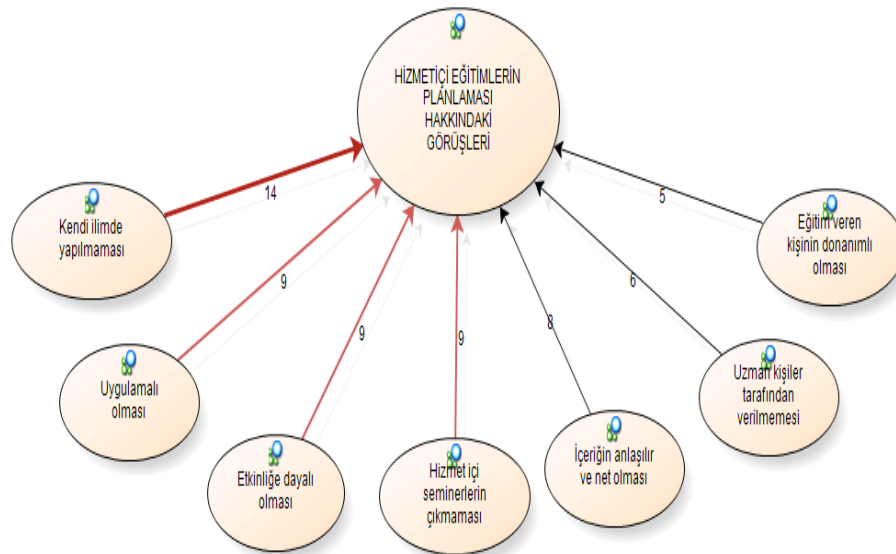 HİZMETİÇİ EĞİTİMLERİN
PLANLAMASI
HAKKINDAKİ
GÖRÜŞLERİ
14
5
Kendi ilimde
yapılmaması
Eğitim veren
kişinin donanımlı
olması
9
6
9
9
8
Uygulamalı
olması
Uzman kişiler
tarafından
verilmemesi
Etkinliğe dayalı
olması
Hizmet içi
seminerlerin
çıkmaması
İçeriğin anlaşılır
ve net olması